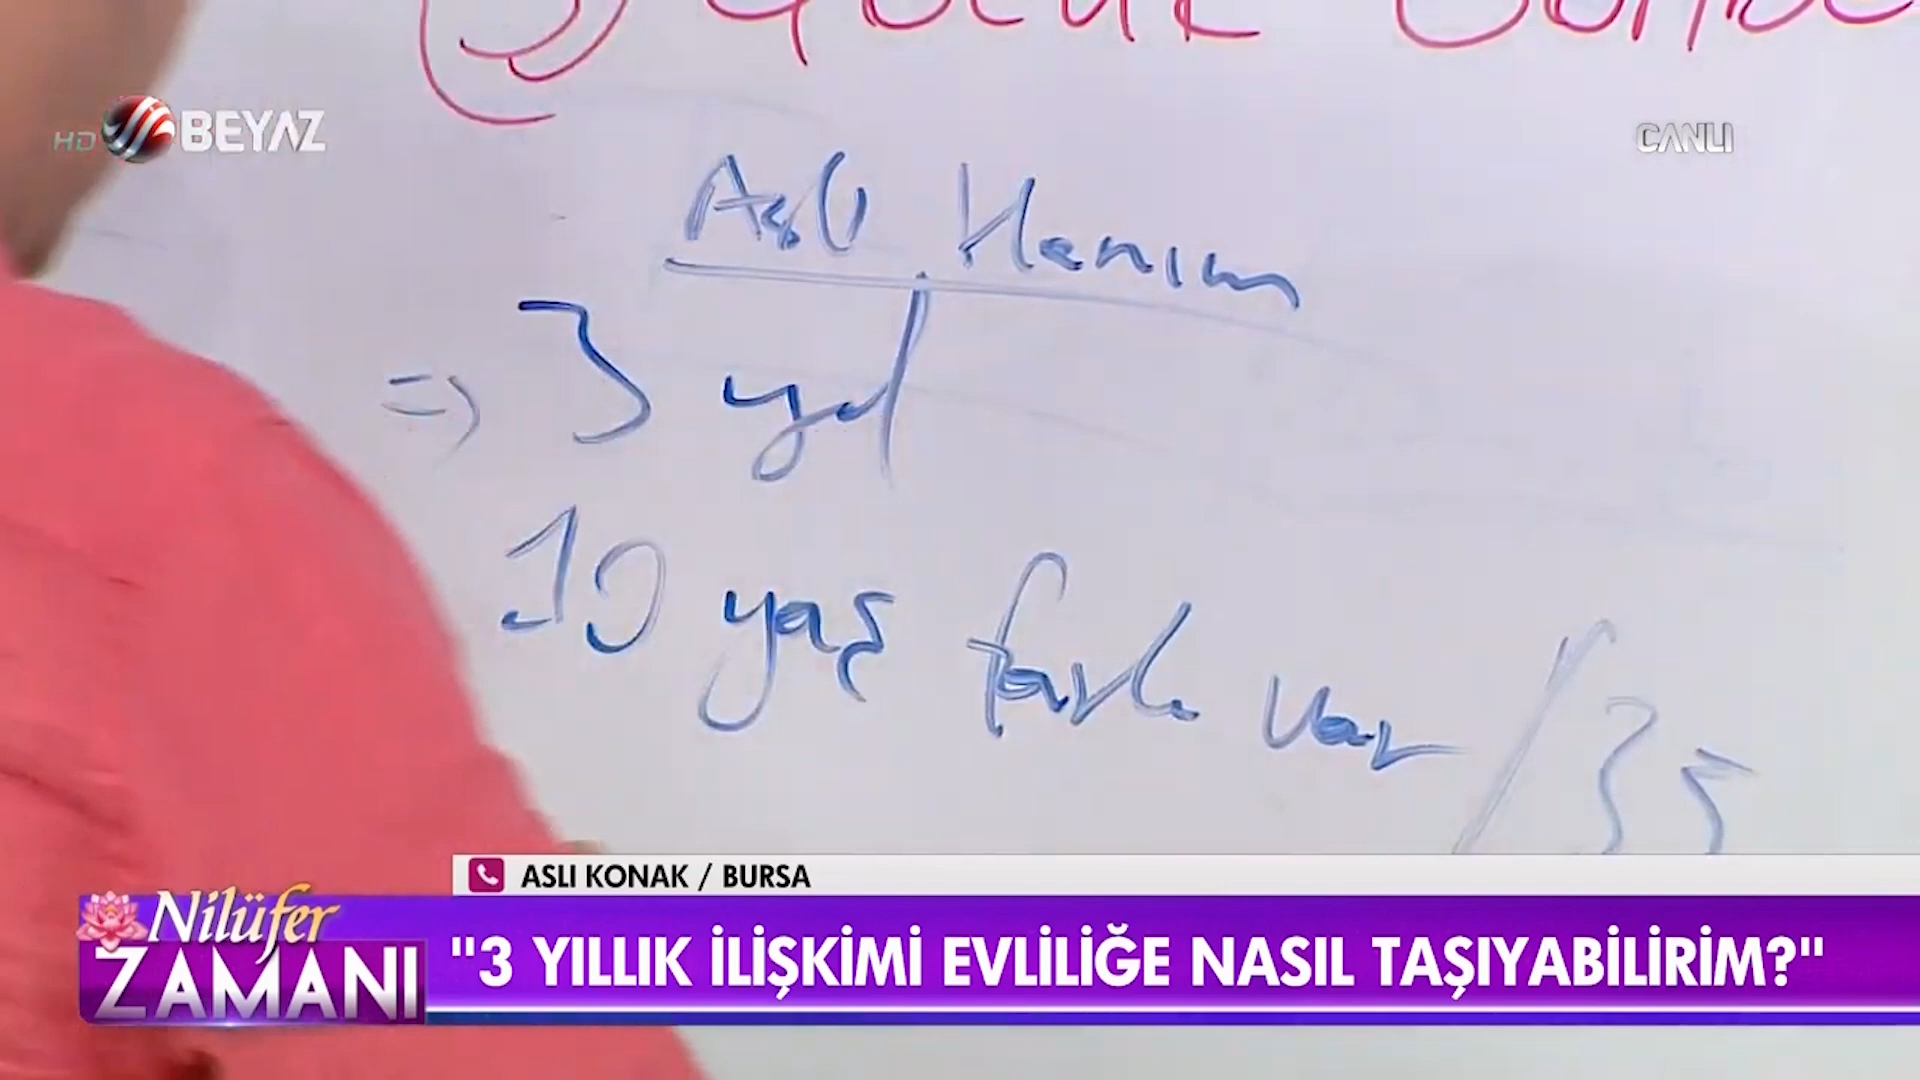 HD BEYAZ
CANLI
Aslı Hanım
=> 3 yıl
10 yaş farkı var / 35
ASLI KONAK / BURSA
Nilüfer
ZAMANI
"3 YILLIK İLİŞKİMİ EVLİLİĞE NASIL TAŞIYABİLİRİM?"